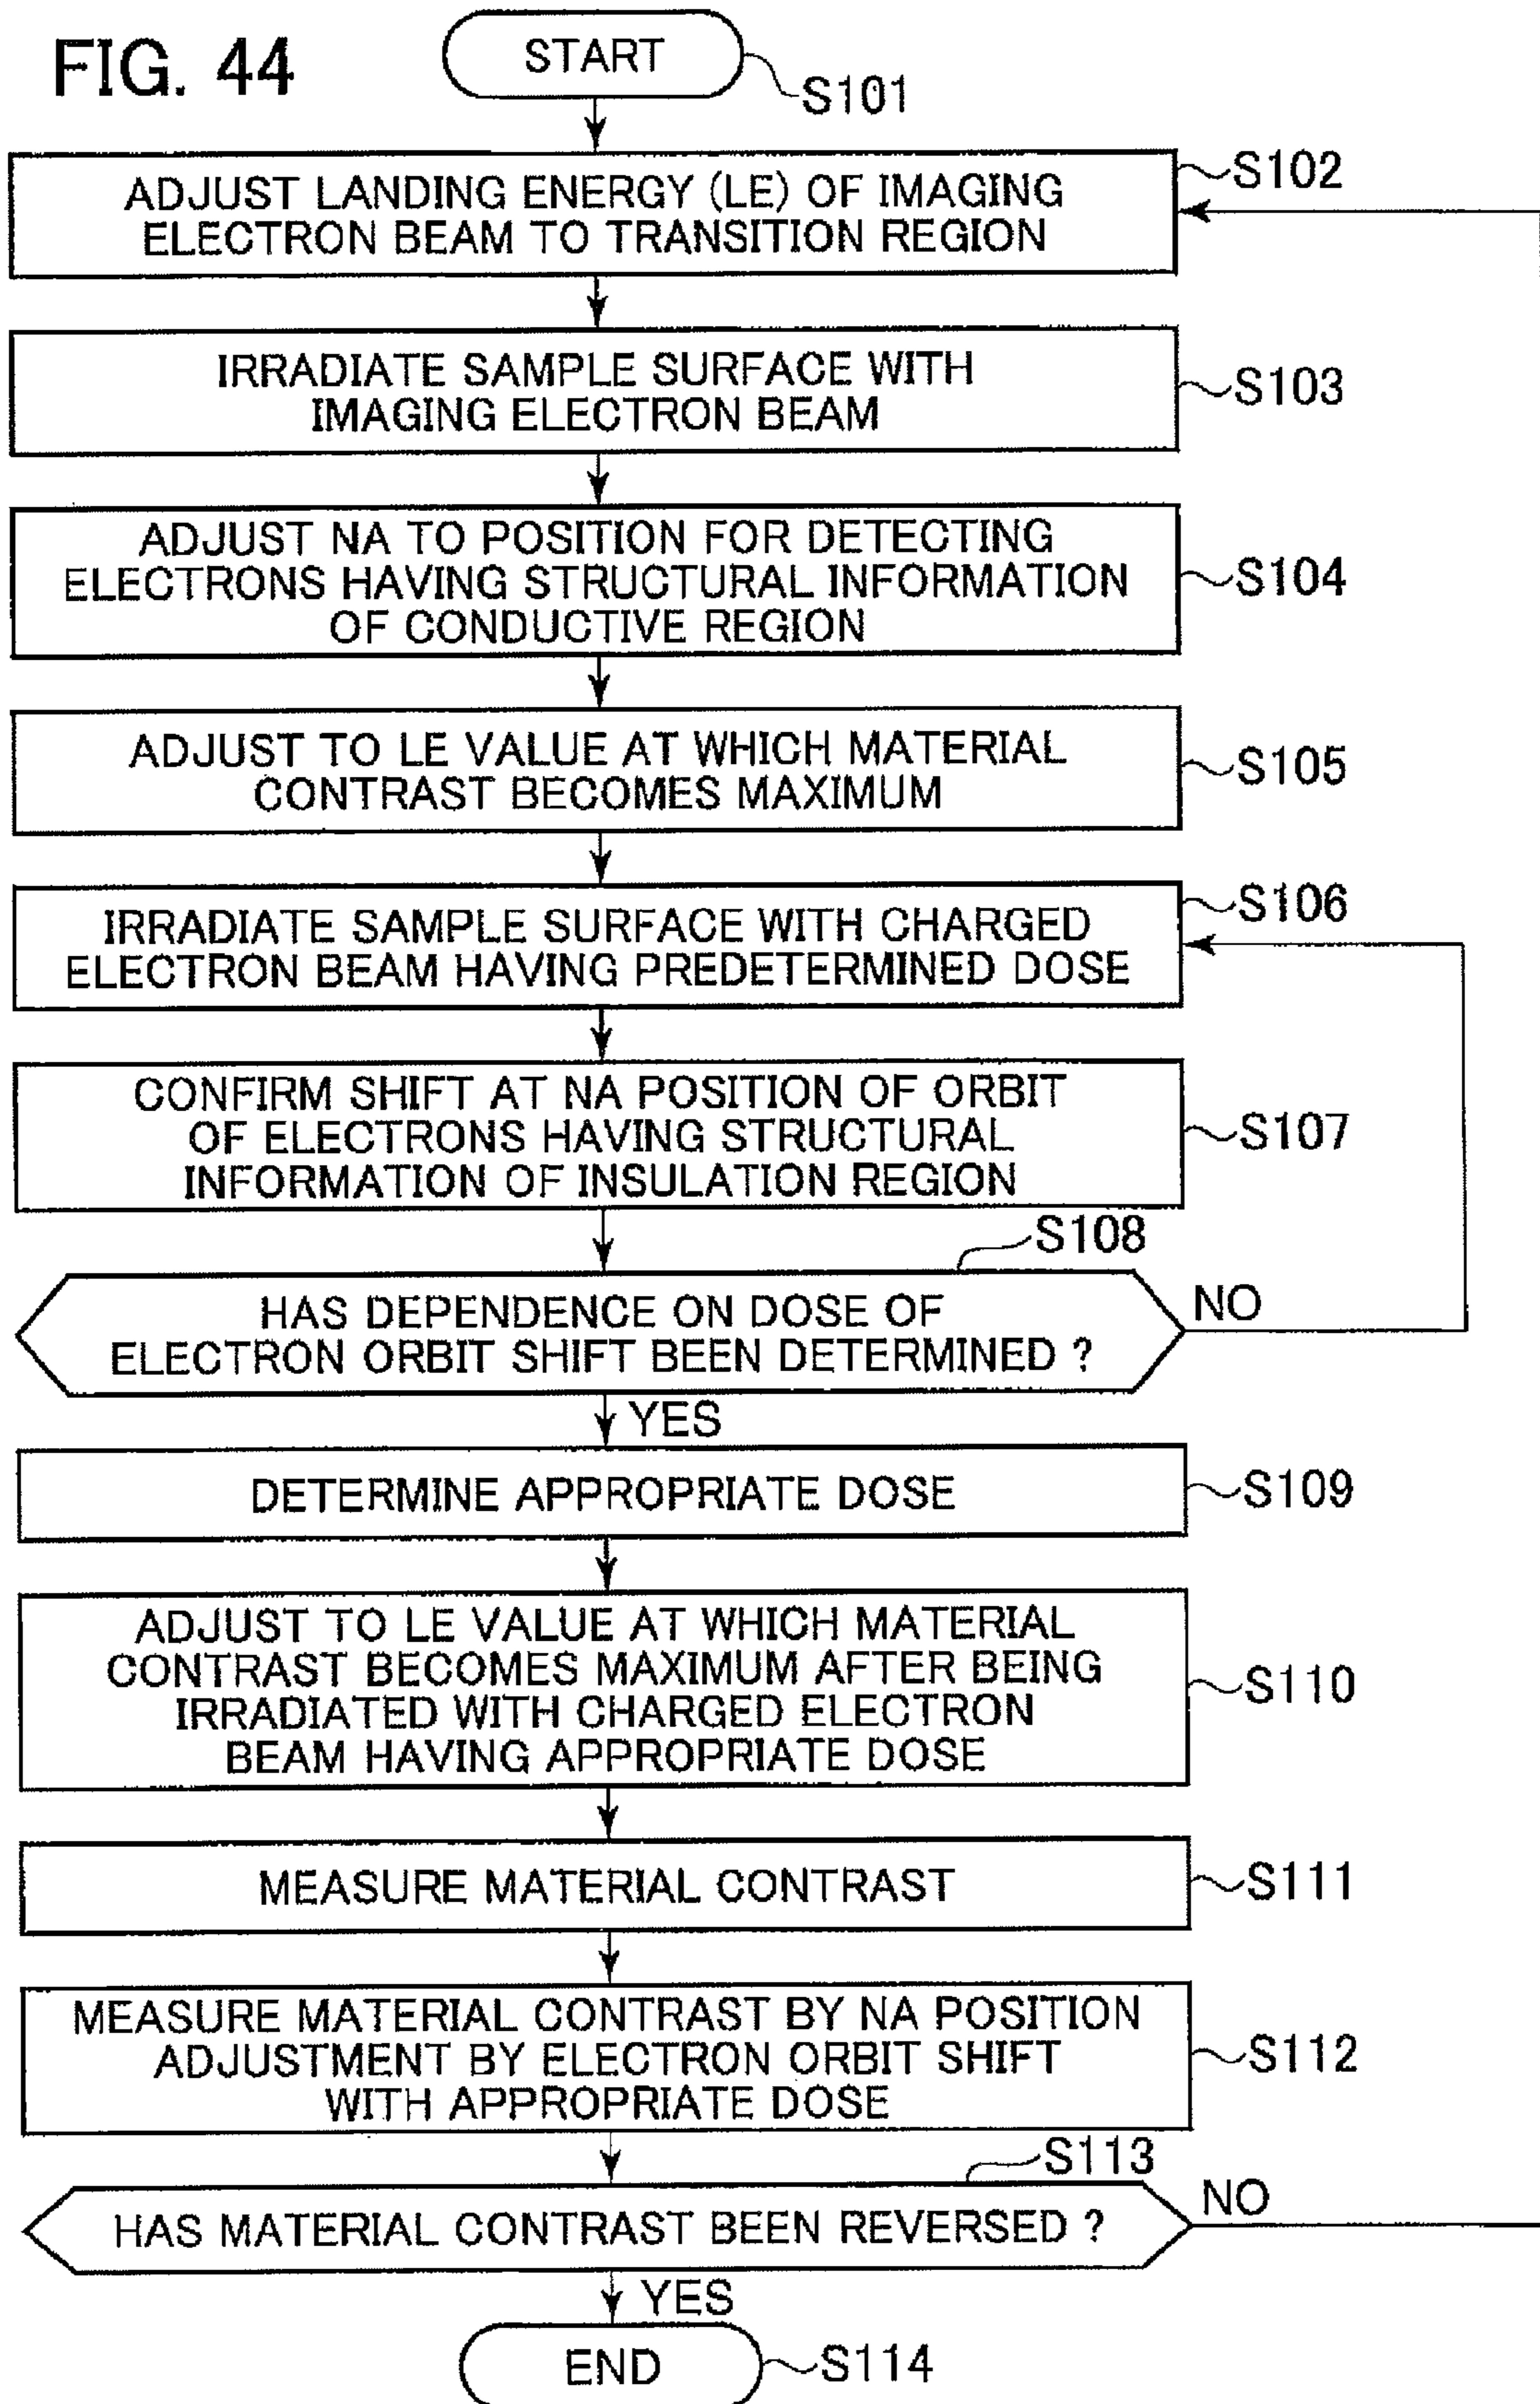 FIG. 44
START
S101
ADJUST LANDING ENERGY (LE) OF IMAGING
ELECTRON BEAM TO TRANSITION REGION
S102
IRRADIATE SAMPLE SURFACE WITH
IMAGING ELECTRON BEAM
S103
ADJUST NA TO POSITION FOR DETECTING
ELECTRONS HAVING STRUCTURAL INFORMATION
OF CONDUCTIVE REGION
S104
ADJUST TO LE VALUE AT WHICH MATERIAL
CONTRAST BECOMES MAXIMUM
S105
IRRADIATE SAMPLE SURFACE WITH CHARGED
ELECTRON BEAM HAVING PREDETERMINED DOSE
S106
CONFIRM SHIFT AT NA POSITION OF ORBIT
OF ELECTRONS HAVING STRUCTURAL
INFORMATION OF INSULATION REGION
S107
S108
HAS DEPENDENCE ON DOSE OF
ELECTRON ORBIT SHIFT BEEN DETERMINED ?
NO
YES
DETERMINE APPROPRIATE DOSE
S109
ADJUST TO LE VALUE AT WHICH MATERIAL
CONTRAST BECOMES MAXIMUM AFTER BEING
IRRADIATED WITH CHARGED ELECTRON
BEAM HAVING APPROPRIATE DOSE
S110
MEASURE MATERIAL CONTRAST
S111
MEASURE MATERIAL CONTRAST BY NA POSITION
ADJUSTMENT BY ELECTRON ORBIT SHIFT
WITH APPROPRIATE DOSE
S112
S113
HAS MATERIAL CONTRAST BEEN REVERSED ?
NO
YES
END
S114